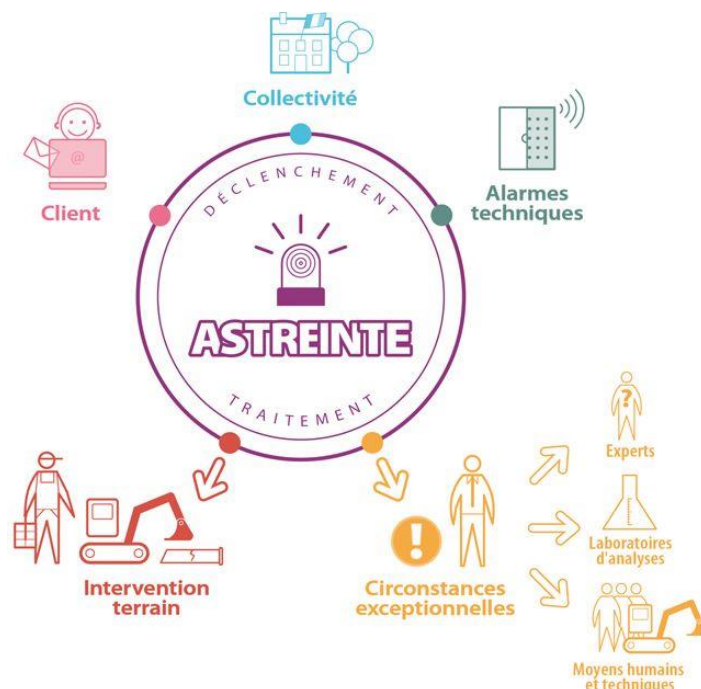 Collectivité
Client
Alarmes
techniques
DÉCLENCHEMENT
@
ASTREINTE
TRAITEMENT
?
Experts
!
Laboratoires
d'analyses
Intervention
terrain
Circonstances
exceptionnelles
Moyens humains
et techniques